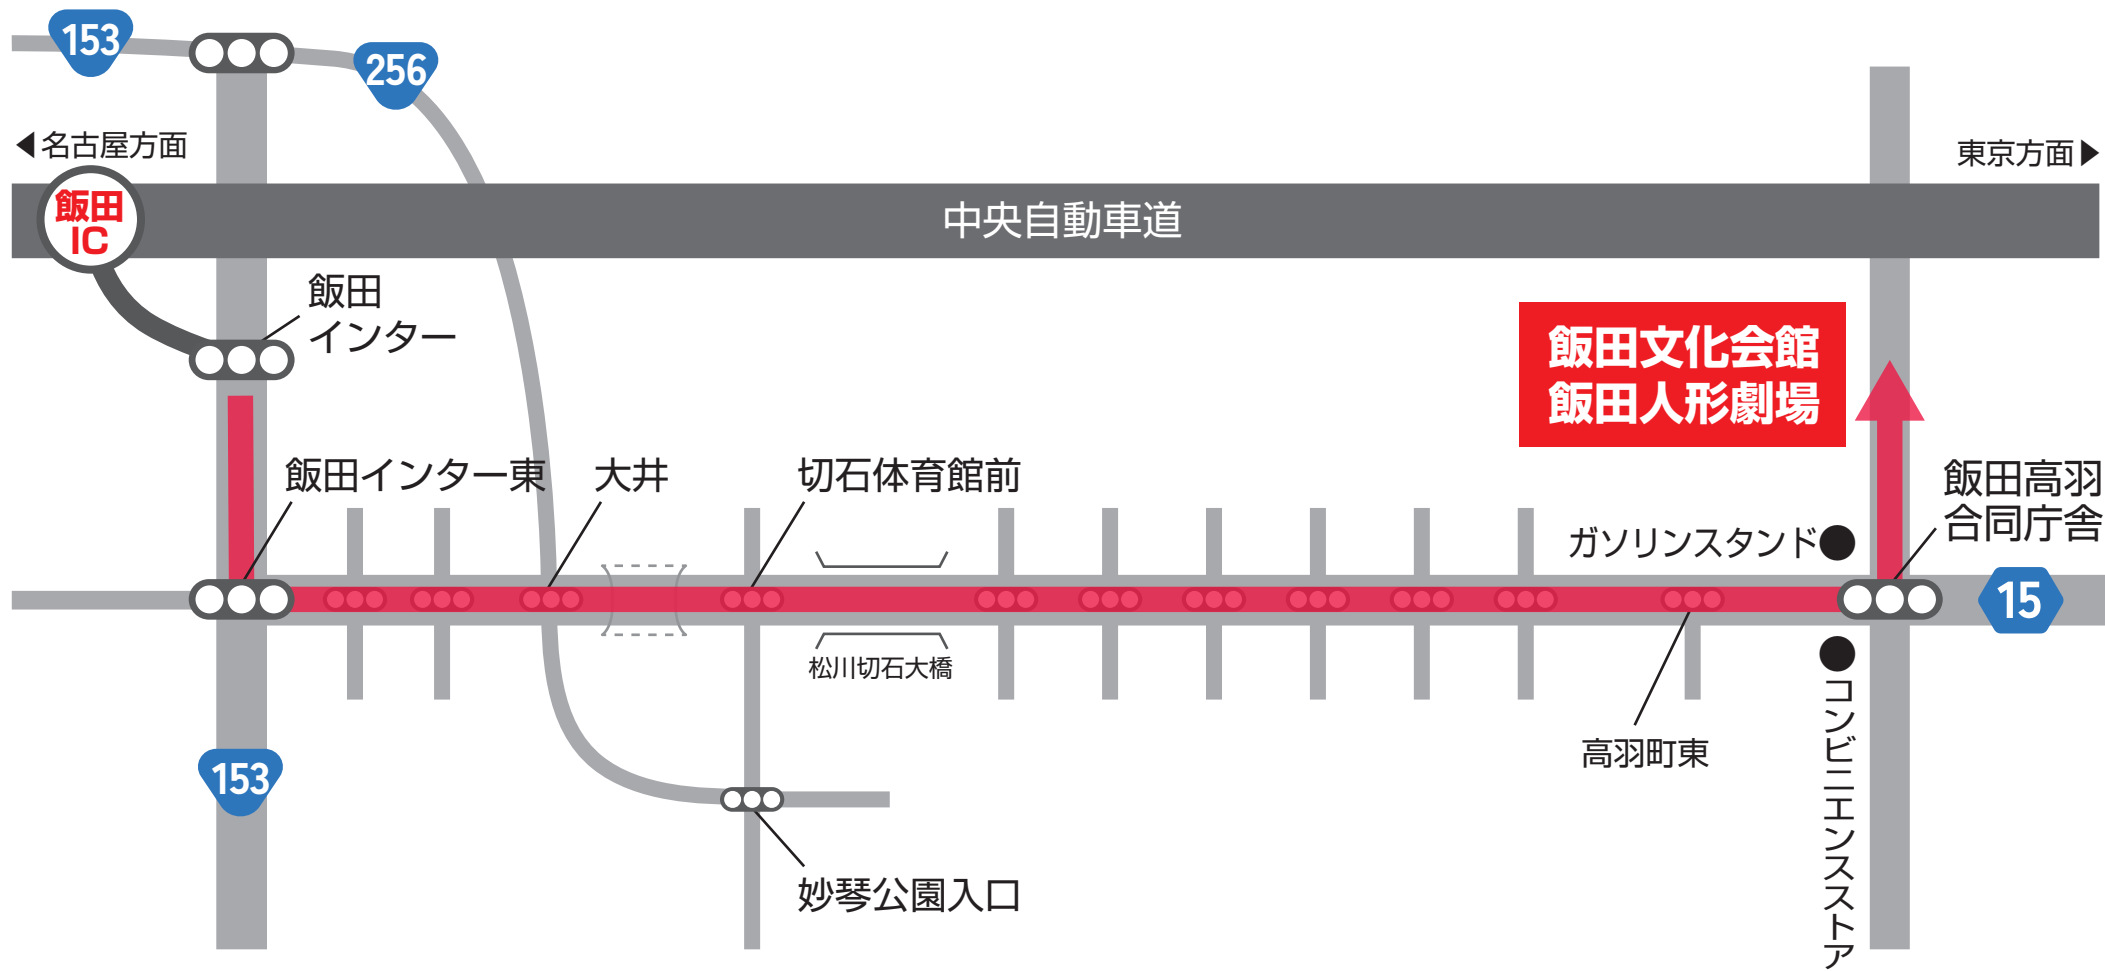 153
256
名古屋方面
東京方面
飯田
IC
中央自動車道
飯田
インター
飯田文化会館
飯田人形劇場
飯田インター東
大井
切石体育館前
飯田高羽
合同庁舎
ガソリンスタンド
15
松川切石大橋
高羽町東
コンビニエンスストア
153
妙琴公園入口